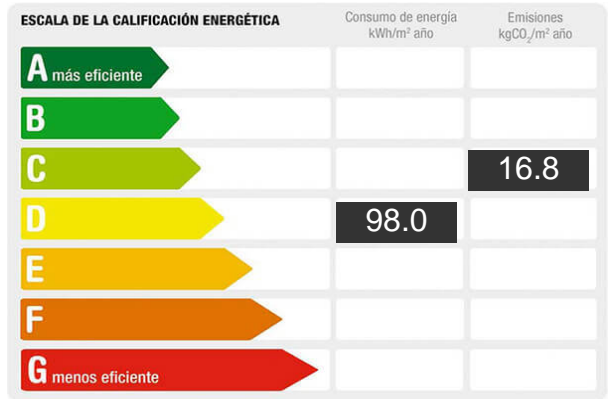 ESCALA DE LA CALIFICACIÓN ENERGÉTICA
Consumo de energía
kWh/m² año
Emisiones
kgCO₂/m² año
A más eficiente
B
C
16.8
D
98.0
E
F
G menos eficiente